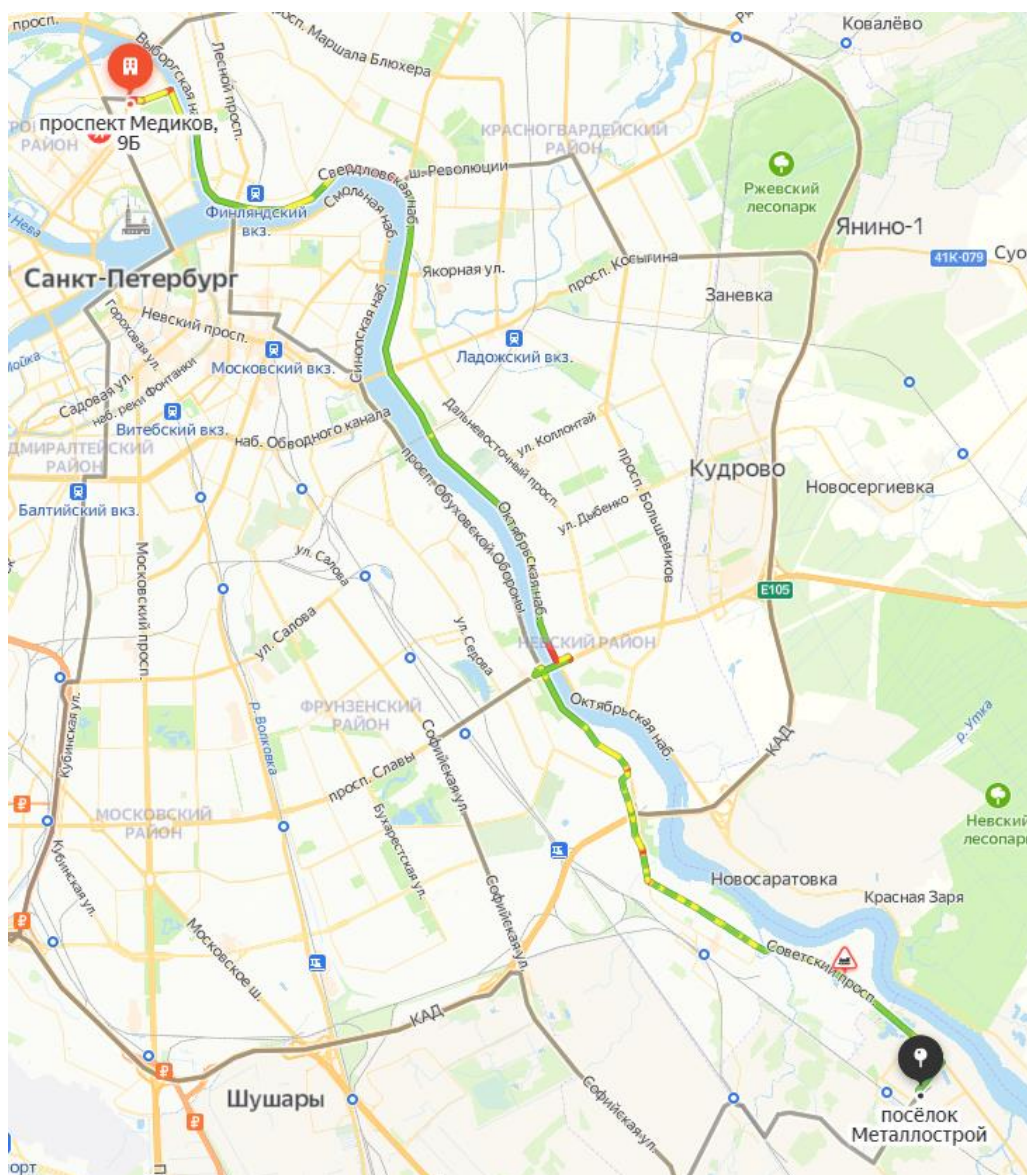 просп.
Выборгская наб.
Лесной просп.
просп. Маршала Блюхера
Ковалёво
проспект Медиков,
9Б
РАЙОН
КРАСНОГВАРДЕЙСКИЙ
РАЙОН
Свердловская наб.
ш. Революции
Смольная наб.
Финляндский
вкз.
Ржевский
лесопарк
Янино-1
41К-079
Суо
Нева
Санкт-Петербург
Якорная ул.
просп. Косыгина
Заневка
Гороховая ул.
Невский просп.
Синопская наб.
Ладожский вкз.
Московский вкз.
Мойка
Садовая ул.
наб. реки Фонтанки
Витебский вкз.
наб. Обводного канала
Дальневосточный просп.
ул. Коллонтай
ДМИРАЛТЕЙСКИЙ
РАЙОН
просп. Обуховской Обороны
просп. Большевиков
Кудрово
Новосергиевка
Балтийский вкз.
Октябрьская наб.
ул. Дыбенко
Московский просп.
ул. Салова
E105
ул. Салова
ул. Седова
НЕВСКИЙ РАЙОН
ФРУНЗЕНСКИЙ
РАЙОН
Октябрьская наб.
р. Волковка
Софийская ул.
КАД
р. Утка
Кубинская ул.
просп. Славы
МОСКОВСКИЙ
РАЙОН
Бухарестская ул.
Невский
лесопарк
Кубинская ул.
Софийская ул.
Новосаратовка
Красная Заря
Московское ш.
Советский просп.
КАД
Шушары
Софийская ул.
посёлок
Металлострой
орт
П